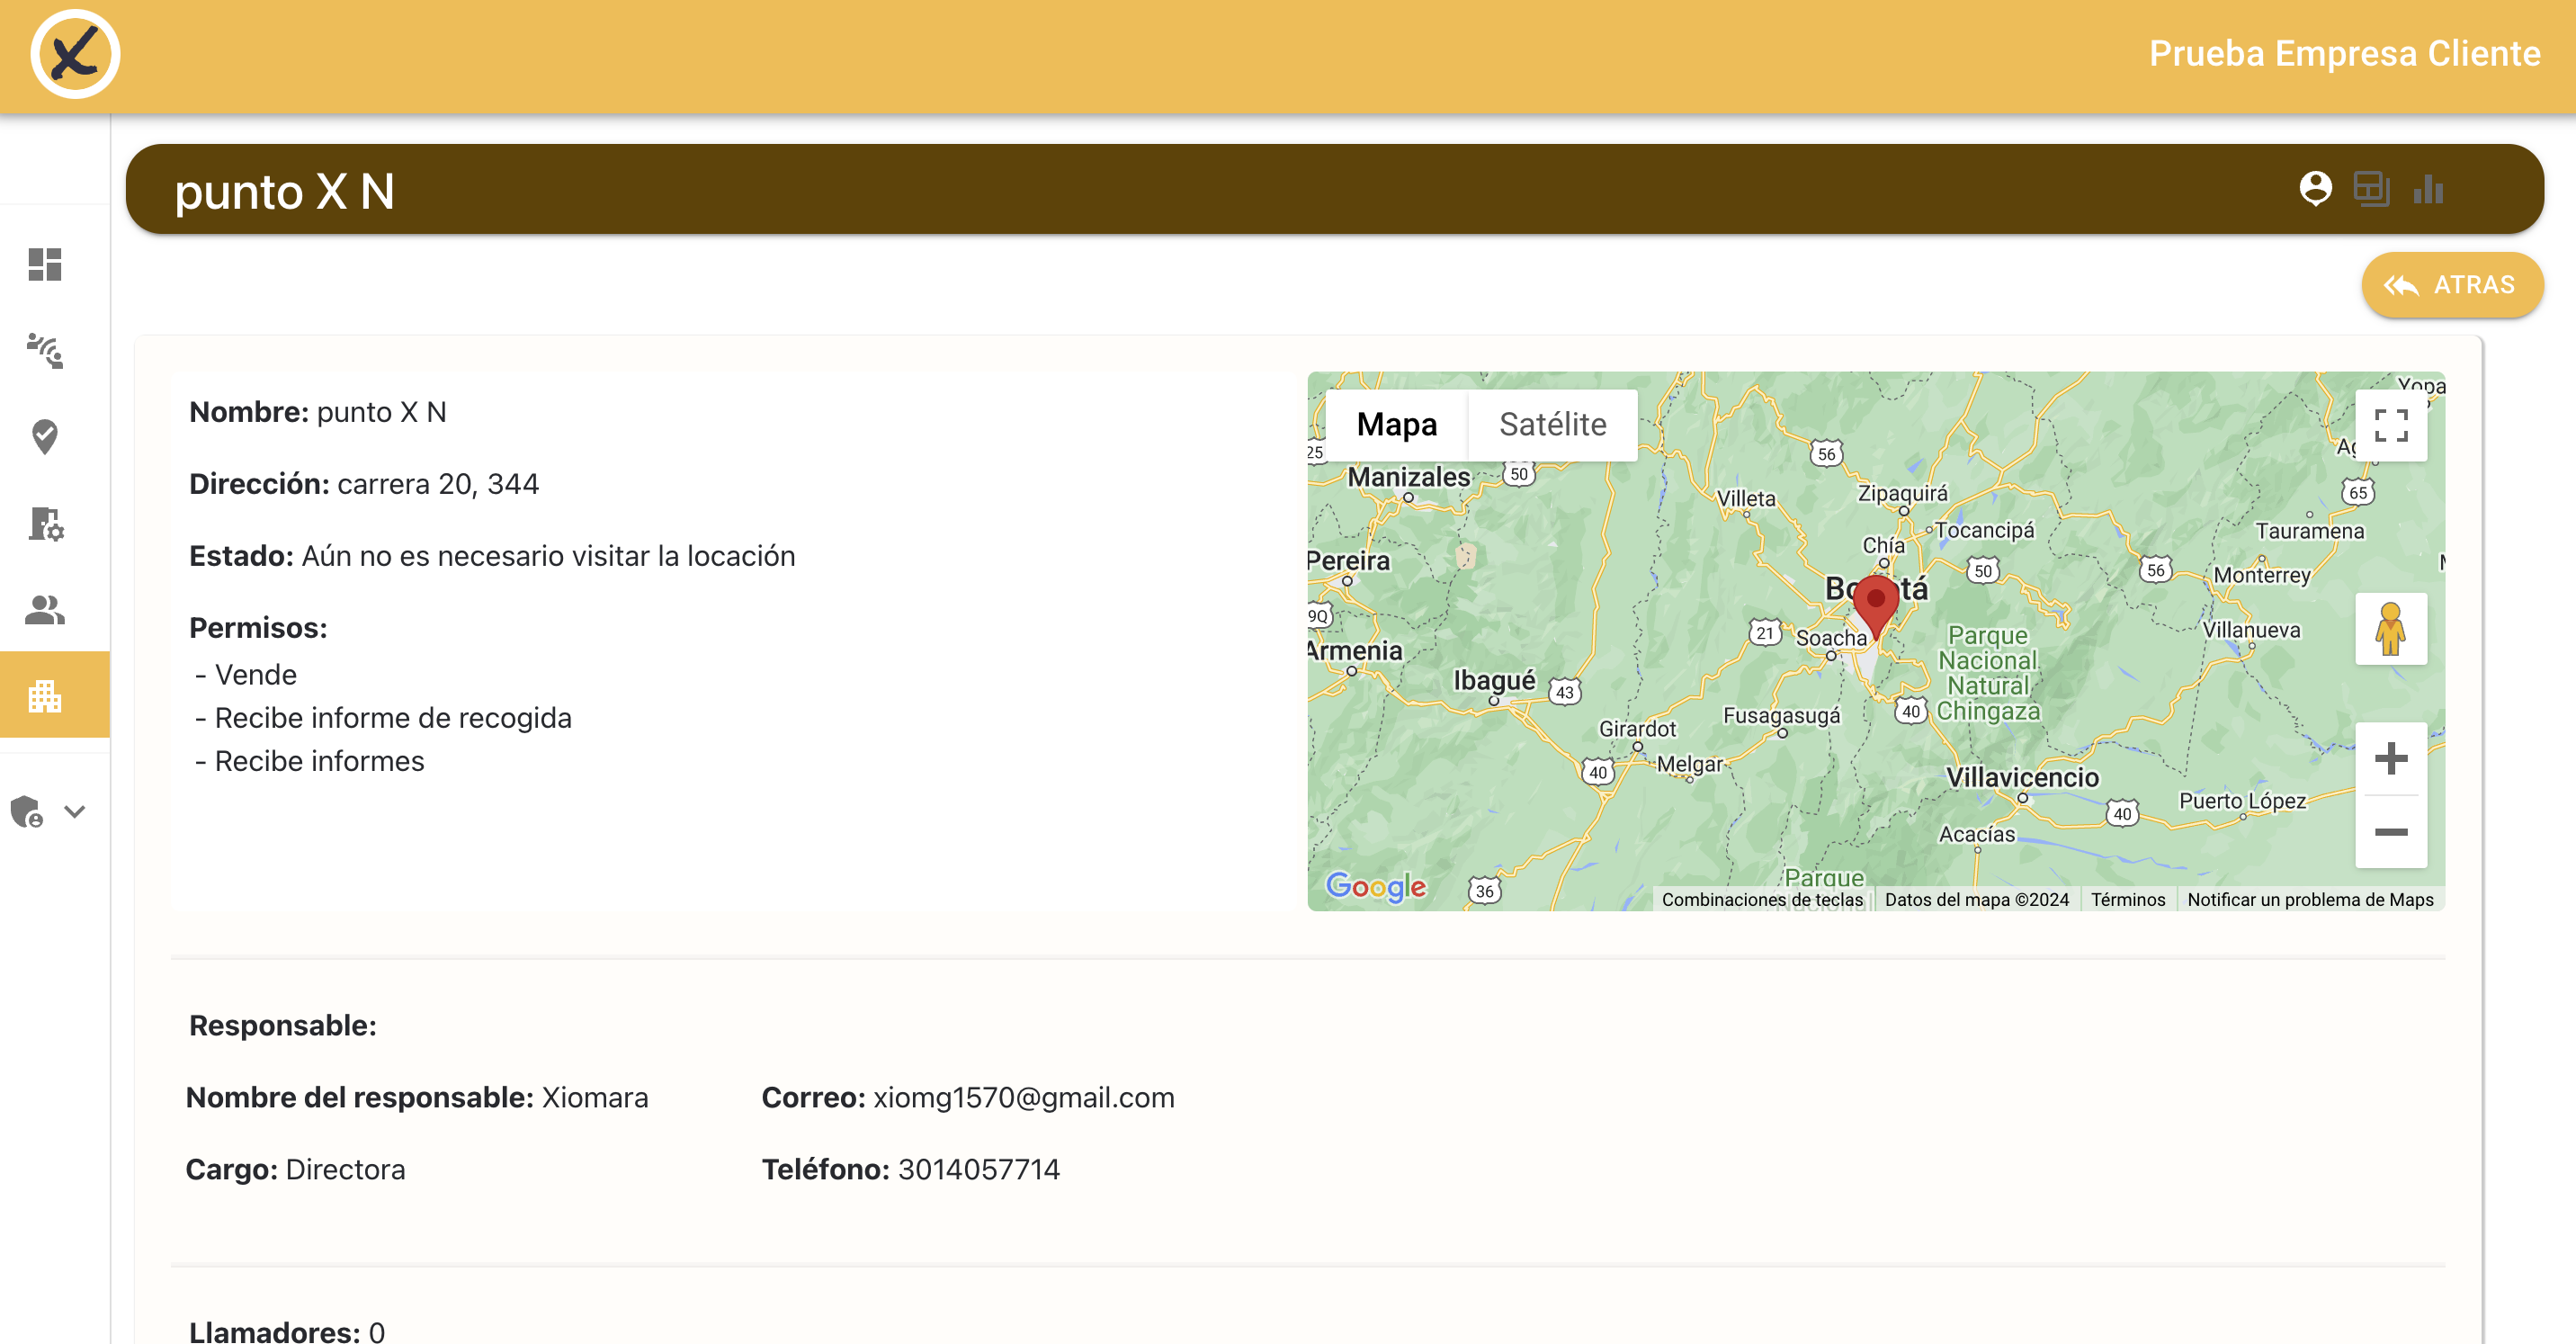 Prueba Empresa Cliente
punto X N
ATRAS
Nombre: punto X N
Dirección: carrera 20, 344
Estado: Aún no es necesario visitar la locación
Permisos:
- Vende
- Recibe informe de recogida
- Recibe informes
Mapa
Satélite
Yopa
25
Manizales
50
56
Villeta
Zipaquirá
65
Tocancipá
Tauramena
Chía
Pereira
50
56
Monterrey
Bogotá
9Q
21
Soacha
Parque
Nacional
Natural
Chingaza
Villanueva
Armenia
Ibagué
43
40
Fusagasugá
Girardot
40
Melgar
Villavicencio
Puerto López
40
Acacías
Parque
Nacional
Google
36
Combinaciones de teclas
Datos del mapa ©2024
Términos
Notificar un problema de Maps
Responsable:
Nombre del responsable: Xiomara
Correo: xiomg1570@gmail.com
Cargo: Directora
Teléfono: 3014057714
Llamadores: 0